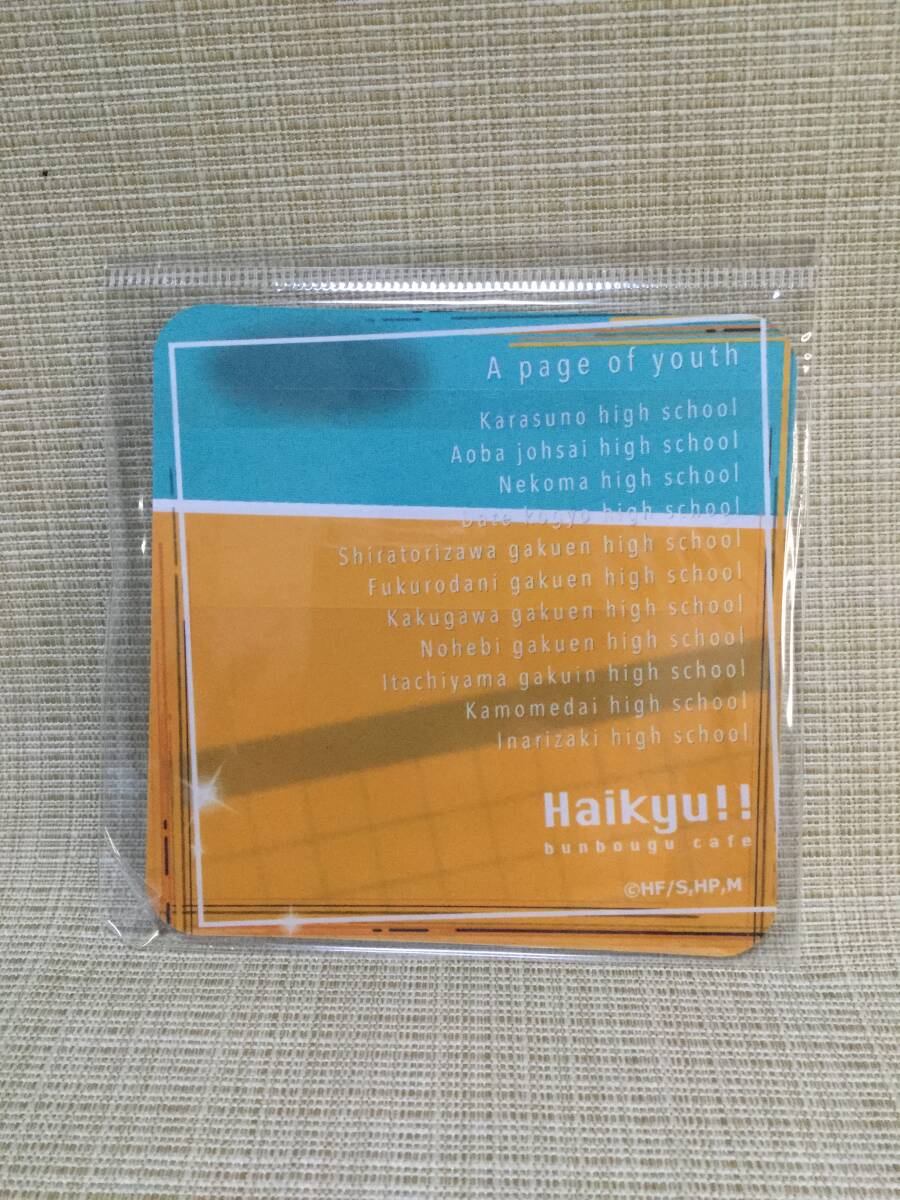 A page of youth
Karasuno high school
Aoba johsai high school
Nekoma high school
Date kogyo high school
Shiratorizawa gakuen high school
Fukurodani gakuen high school
Kakugawa gakuen high school
Nohebi gakuen high school
Itachiyama gakuin high school
Kamomedai high school
Inarizaki high school
Haikyu!!
bunbougu cafe
©HF/S,HP,M